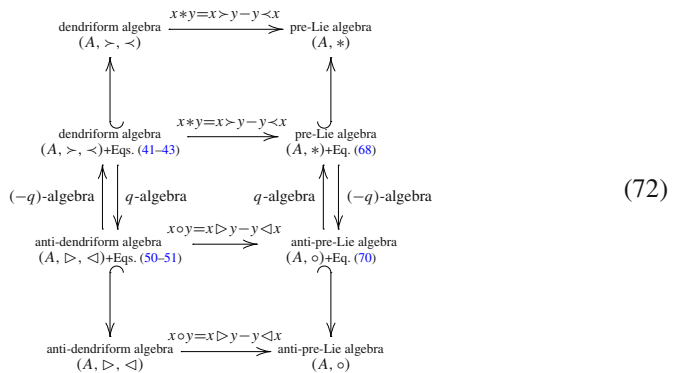 dendriform algebra x∗y=x≻y−y≺x pre-Lie algebra
(A, ≻, ≺) (A, ∗)
dendriform algebra x∗y=x≻y−y≺x pre-Lie algebra
(A, ≻, ≺)+Eqs. (41–43) (A, ∗)+Eq. (68)
(−q)-algebra q-algebra q-algebra (−q)-algebra (72)
anti-dendriform algebra x∘y=x▷y−y◁x anti-pre-Lie algebra
(A, ▷, ◁)+Eqs. (50–51) (A, ∘)+Eq. (70)
anti-dendriform algebra x∘y=x▷y−y◁x anti-pre-Lie algebra
(A, ▷, ◁) (A, ∘)